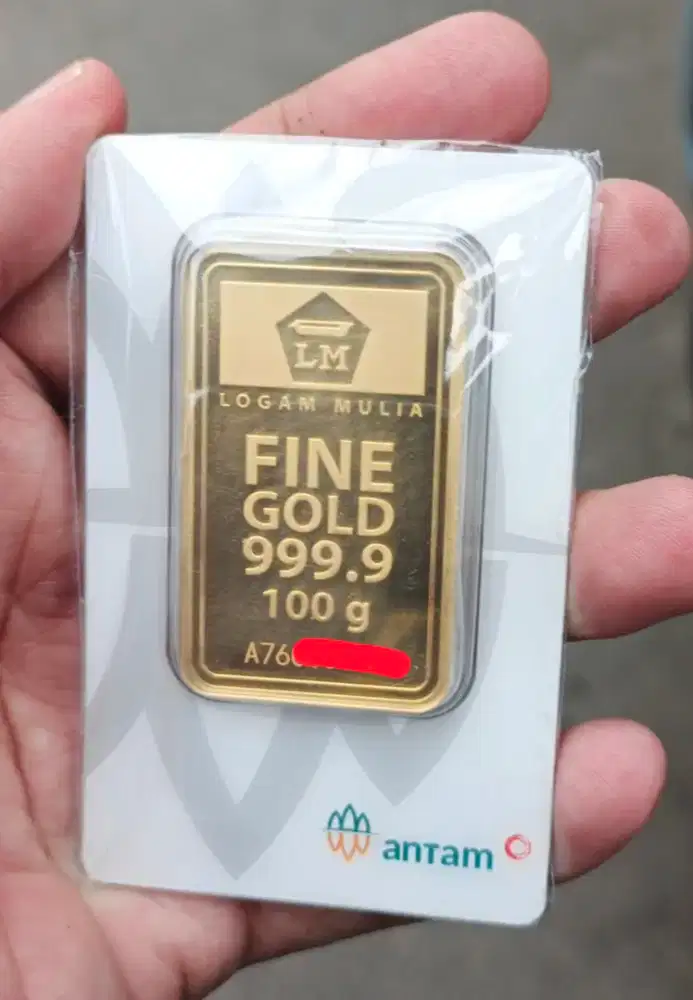 LM
LOGAM MULIA
FINE
GOLD
999.9
100 g
A76
antam